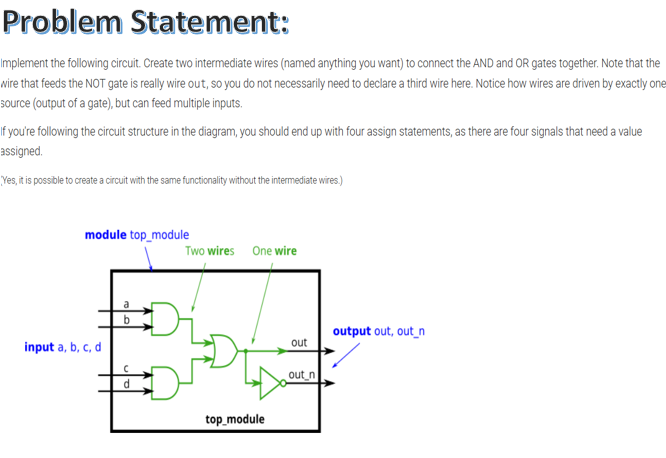 Problem Statement:
Implement the following circuit. Create two intermediate wires (named anything you want) to connect the AND and OR gates together. Note that the
wire that feeds the NOT gate is really wire out, so you do not necessarily need to declare a third wire here. Notice how wires are driven by exactly one
source (output of a gate), but can feed multiple inputs.
If you're following the circuit structure in the diagram, you should end up with four assign statements, as there are four signals that need a value
assigned.
(Yes, it is possible to create a circuit with the same functionality without the intermediate wires.)
module top_module
Two wires One wire
a
b
out
output out, out_n
input a, b, c, d
c
d
out_n
top_module